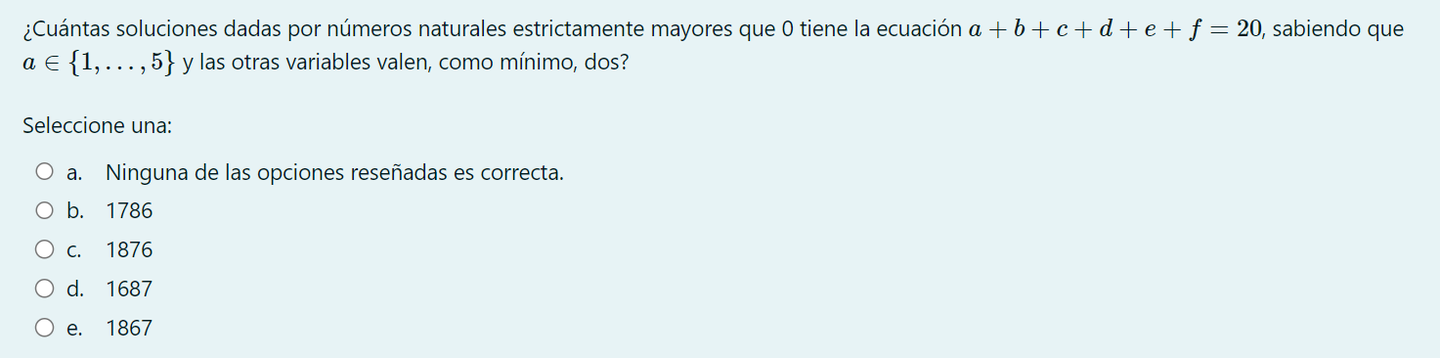 ¿Cuántas soluciones dadas por números naturales estrictamente mayores que 0 tiene la ecuación a + b + c + d + e + f = 20, sabiendo que
a ∈ {1, . . . , 5} y las otras variables valen, como mínimo, dos?
Seleccione una:
a. Ninguna de las opciones reseñadas es correcta.
b. 1786
c. 1876
d. 1687
e. 1867